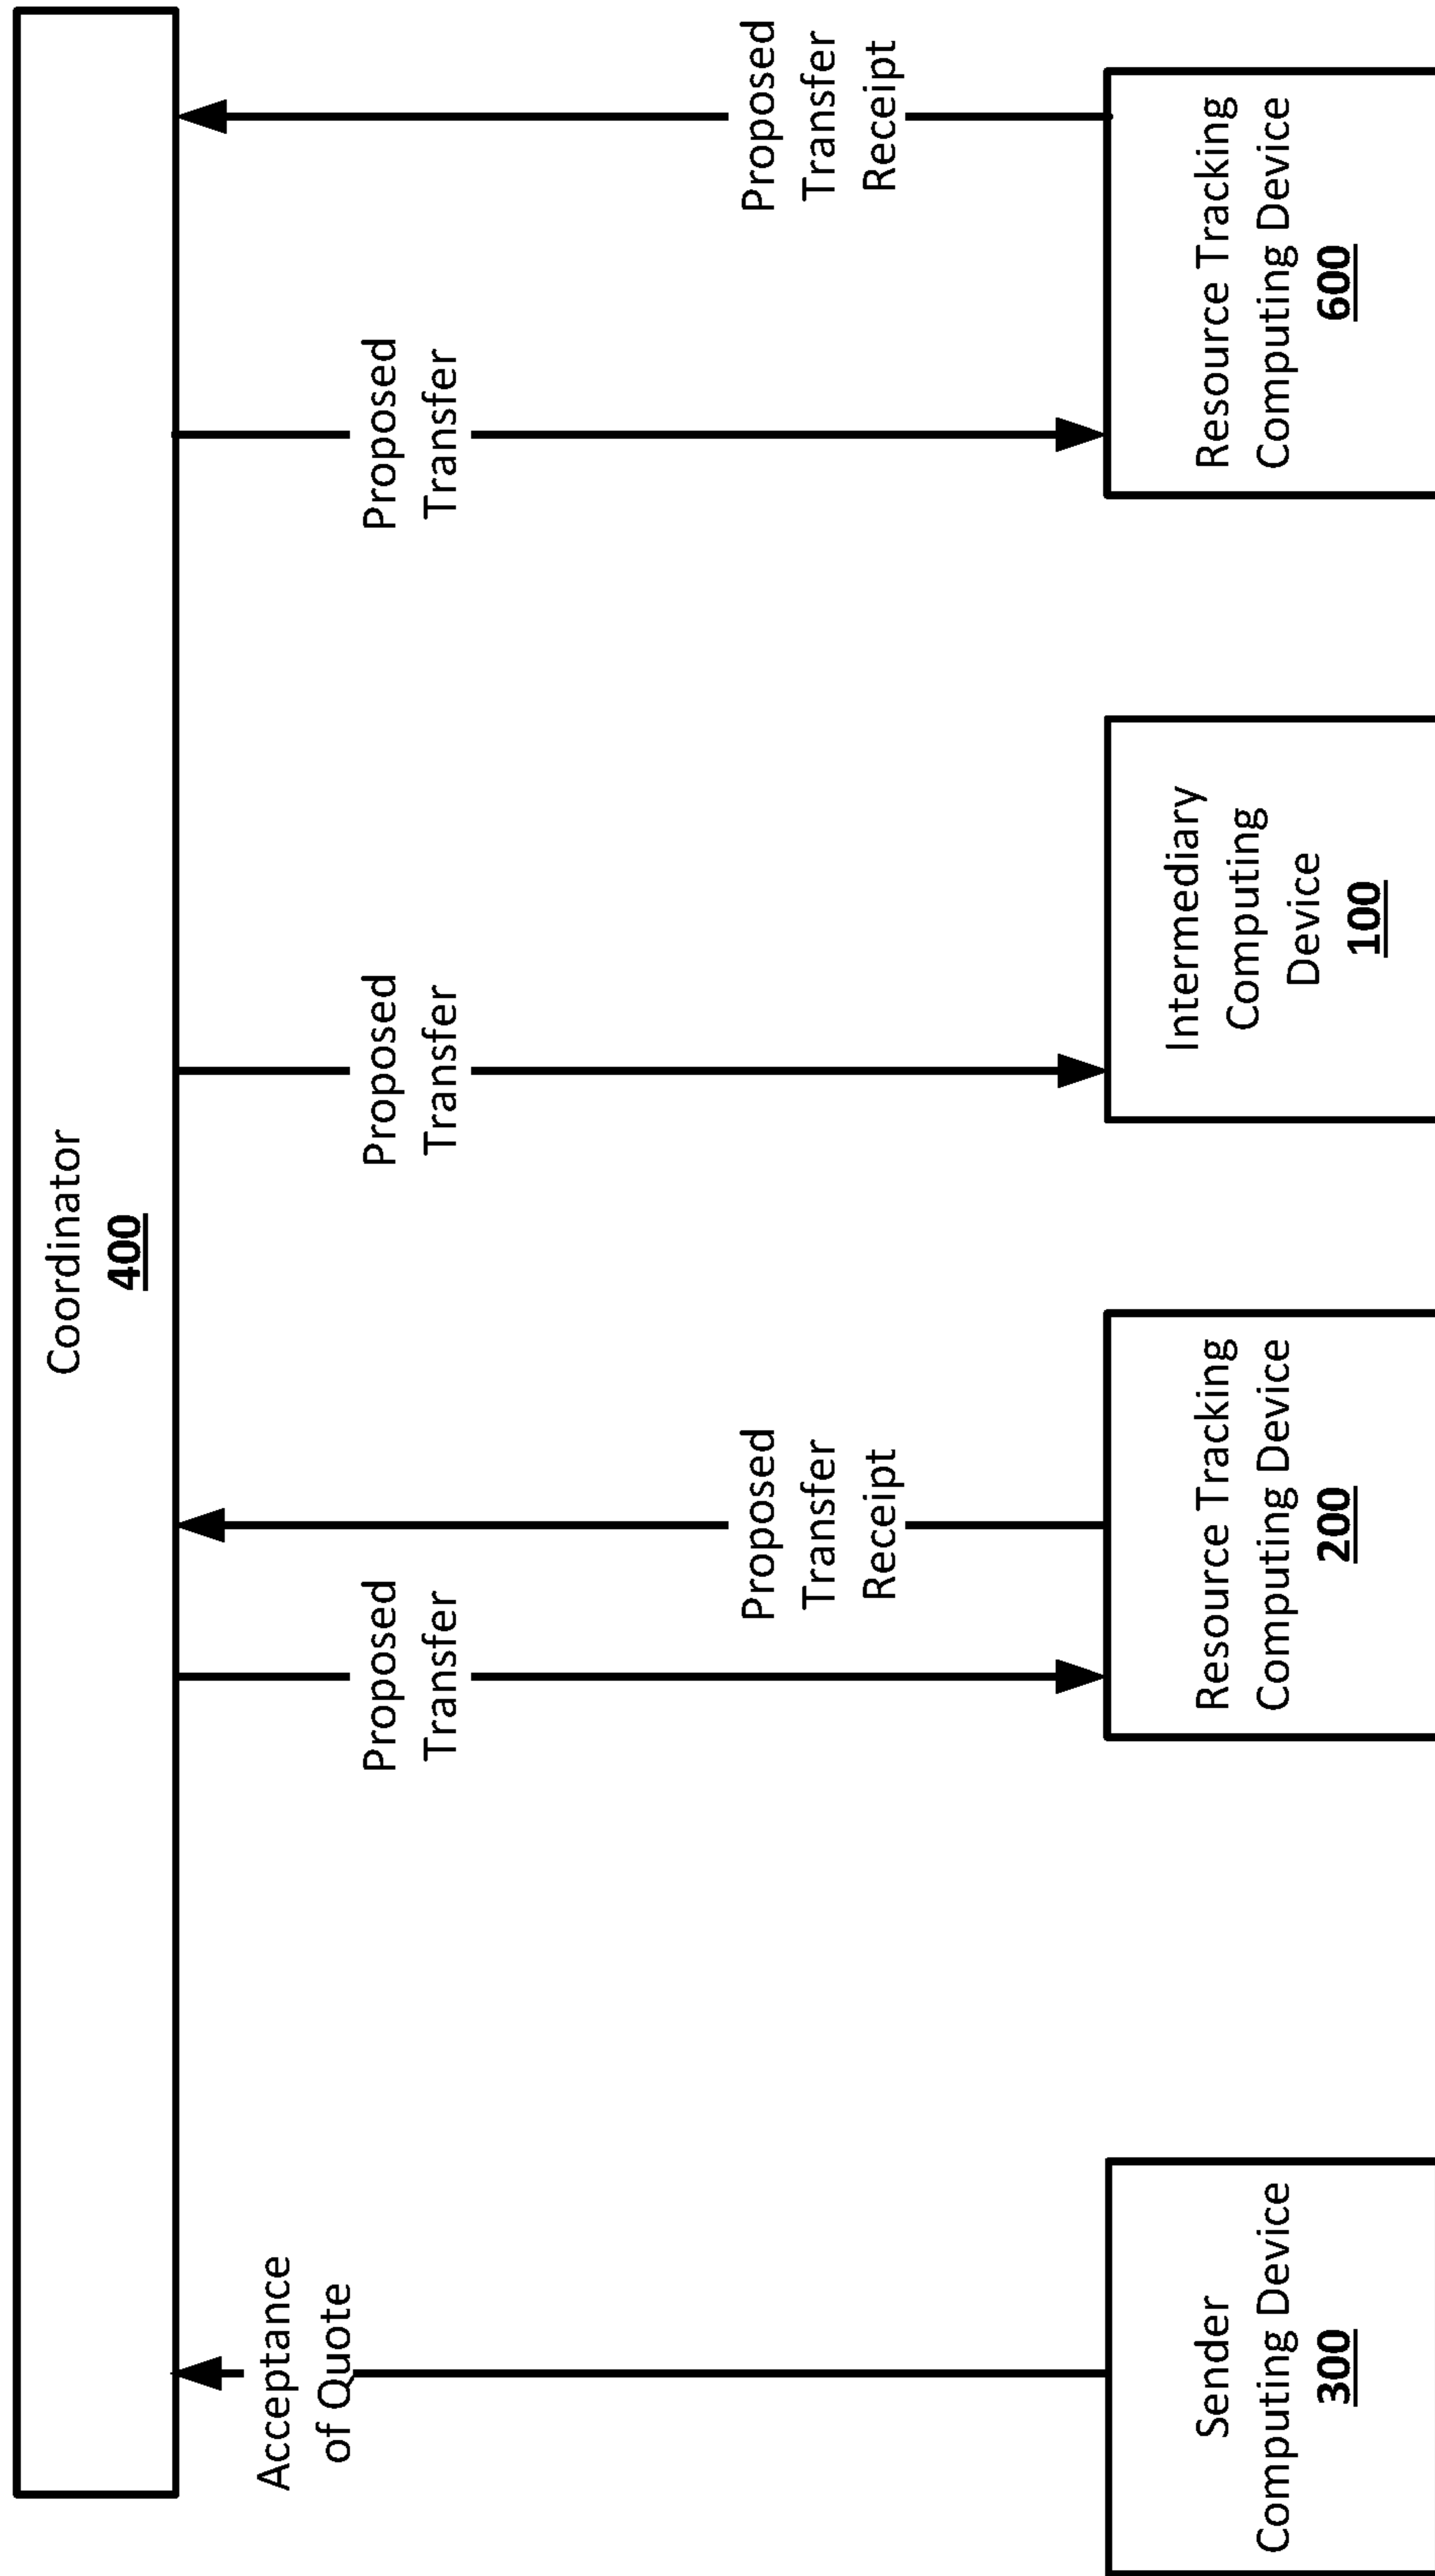 Coordinator
400
Acceptance
of Quote
Proposed
Transfer
Proposed
Transfer
Proposed
Transfer
Proposed
Transfer
Receipt
Proposed
Transfer
Receipt
Sender
Computing Device
300
Resource Tracking
Computing Device
200
Intermediary
Computing
Device
100
Resource Tracking
Computing Device
600